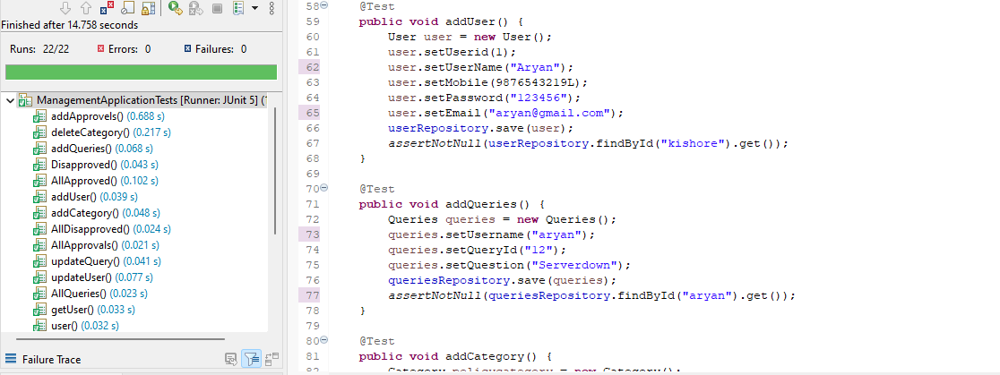 Finished after 14.758 seconds
Runs: 22/22 Errors: 0 Failures: 0
ManagementApplicationTests [Runner: JUnit 5] (
addApprovels() (0.688 s)
deleteCategory() (0.217 s)
addQueries() (0.068 s)
Disapproved() (0.043 s)
AllApproved() (0.102 s)
addUser() (0.039 s)
addCategory() (0.048 s)
AllDisapproved() (0.024 s)
AllApprovals() (0.021 s)
updateQuery() (0.041 s)
updateUser() (0.077 s)
AllQueries() (0.023 s)
getUser() (0.033 s)
user() (0.032 s)
Failure Trace
58 @Test
59 public void addUser() {
60 User user = new User();
61 user.setUserid(1);
62 user.setUserName("Aryan");
63 user.setMobile(9876543219L);
64 user.setPassword("123456");
65 user.setEmail("aryan@gmail.com");
66 userRepository.save(user);
67 assertNotNull(userRepository.findById("kishore").get());
68 }
69
70 @Test
71 public void addQueries() {
72 Queries queries = new Queries();
73 queries.setUsername("aryan");
74 queries.setQueryId("12");
75 queries.setQuestion("Serverdown");
76 queriesRepository.save(queries);
77 assertNotNull(queriesRepository.findById("aryan").get());
78 }
79
80 @Test
81 public void addCategory() {
82 Category policycategory = new Category();